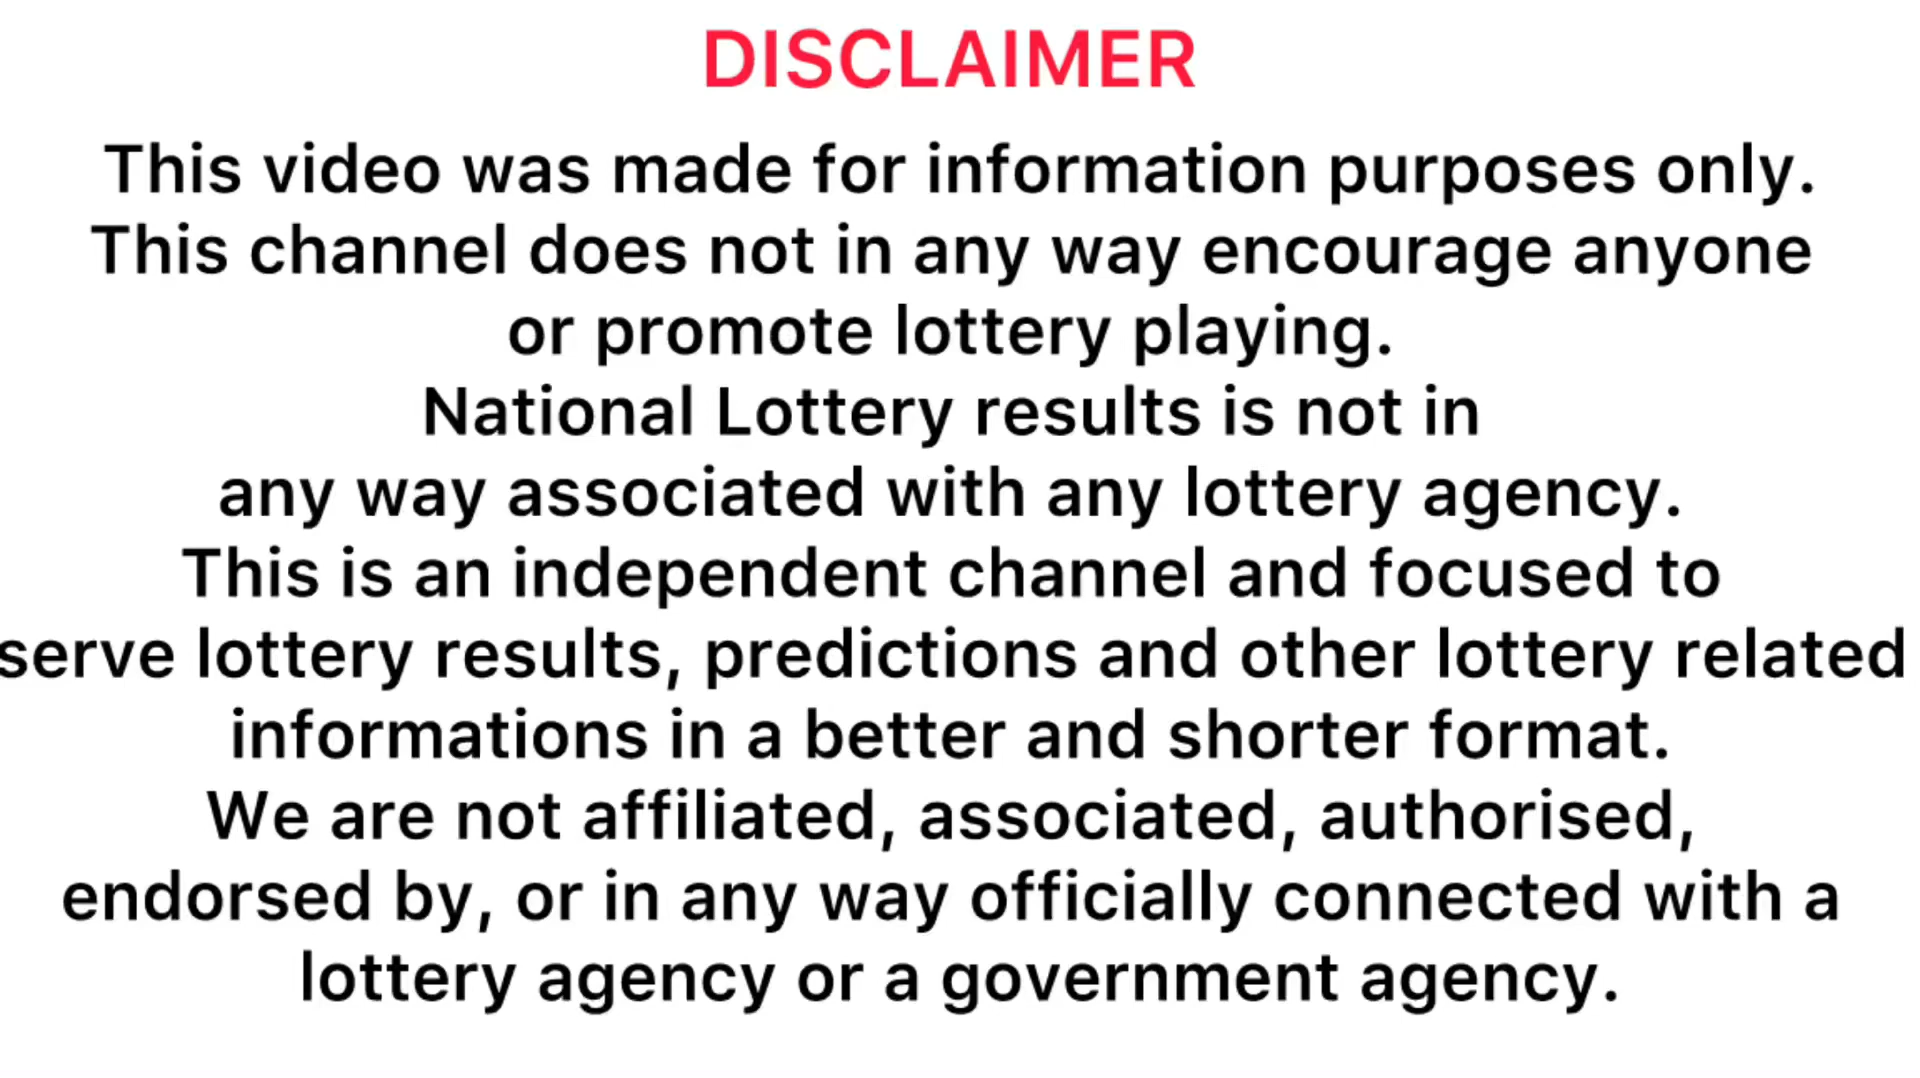 DISCLAIMER
This video was made for information purposes only.
This channel does not in any way encourage anyone
or promote lottery playing.
National Lottery results is not in
any way associated with any lottery agency.
This is an independent channel and focused to
serve lottery results, predictions and other lottery related
informations in a better and shorter format.
We are not affiliated, associated, authorised,
endorsed by, or in any way officially connected with a
lottery agency or a government agency.